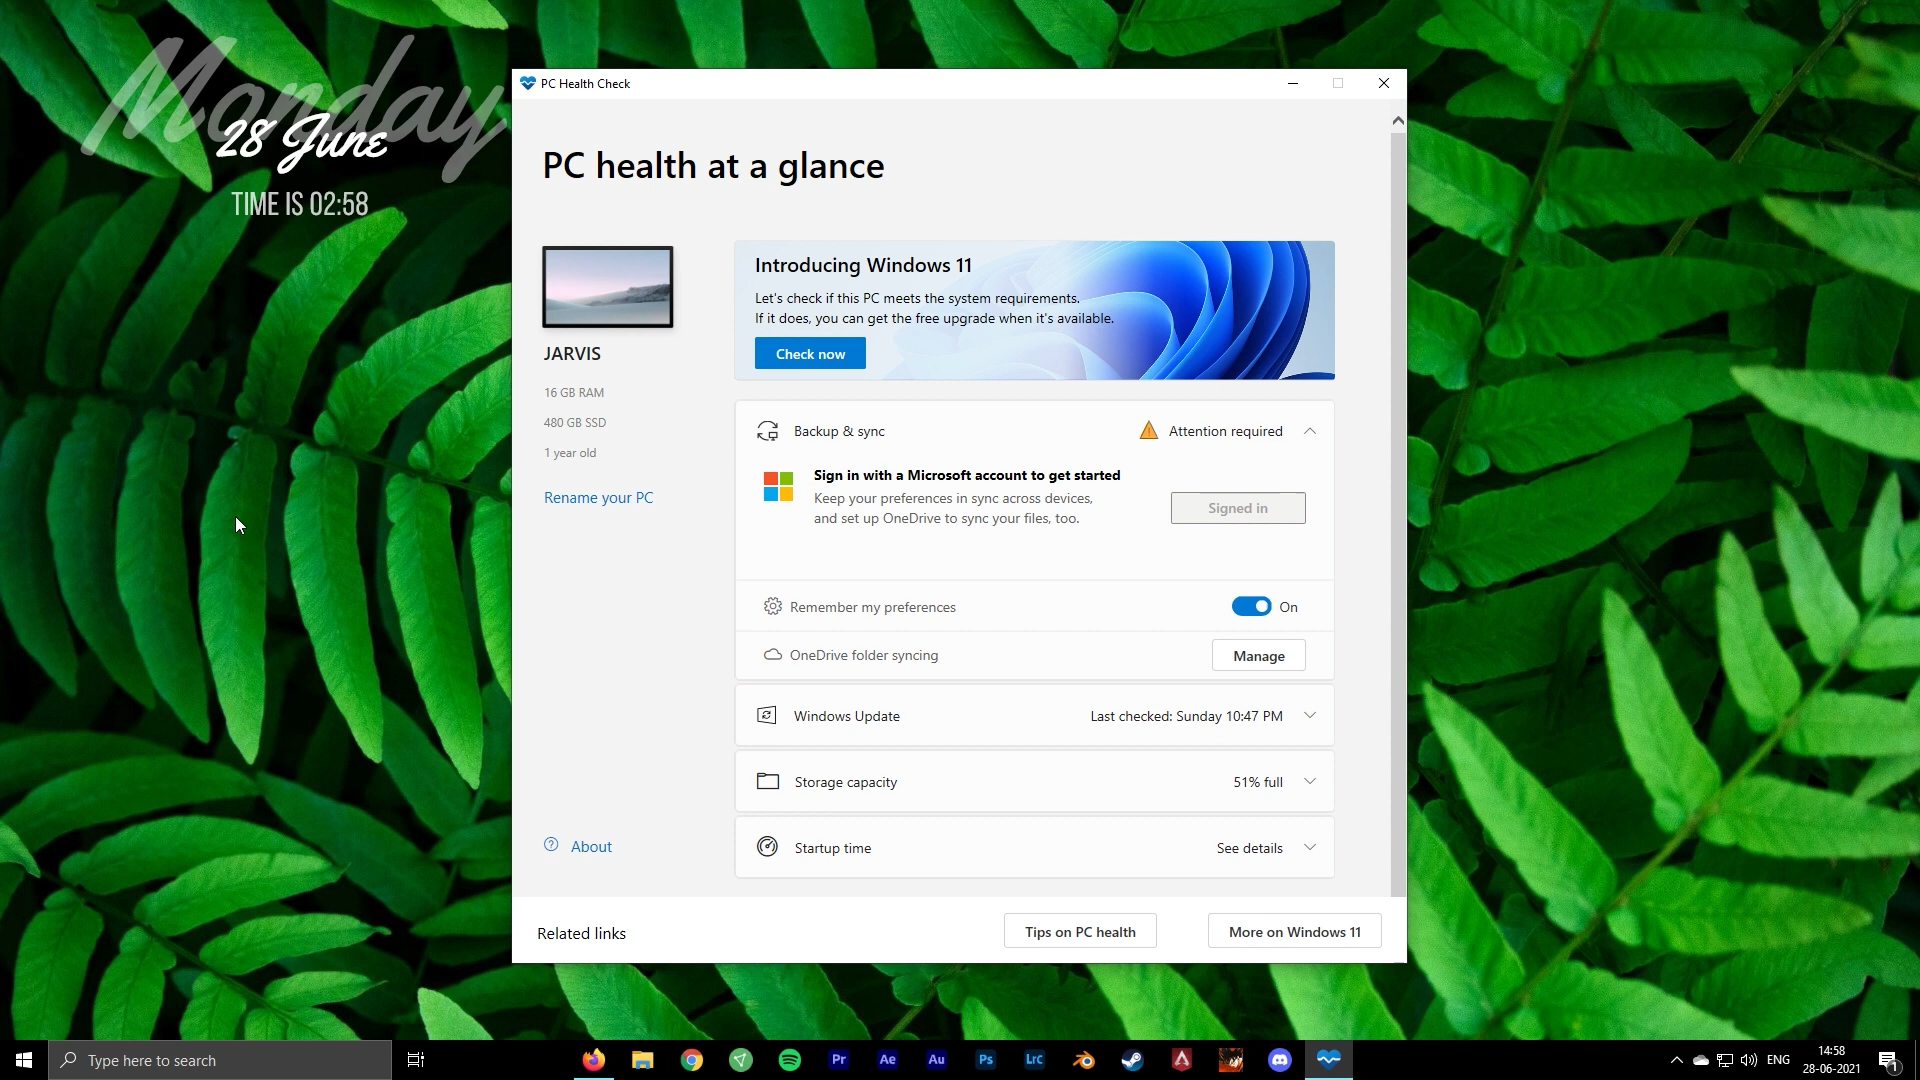 Monday
28 June
TIME IS 02:58
PC Health Check
PC health at a glance
JARVIS
16 GB RAM
480 GB SSD
1 year old
Rename your PC
About
Introducing Windows 11
Let's check if this PC meets the system requirements.
If it does, you can get the free upgrade when it's available.
Check now
Backup & sync
Attention required
Sign in with a Microsoft account to get started
Keep your preferences in sync across devices,
and set up OneDrive to sync your files, too.
Signed in
Remember my preferences
On
OneDrive folder syncing
Manage
Windows Update
Last checked: Sunday 10:47 PM
Storage capacity
51% full
Startup time
See details
Related links
Tips on PC health
More on Windows 11
Type here to search
Pr
Ae
Au
Ps
LrC
ENG
14:58
28-06-2021
1